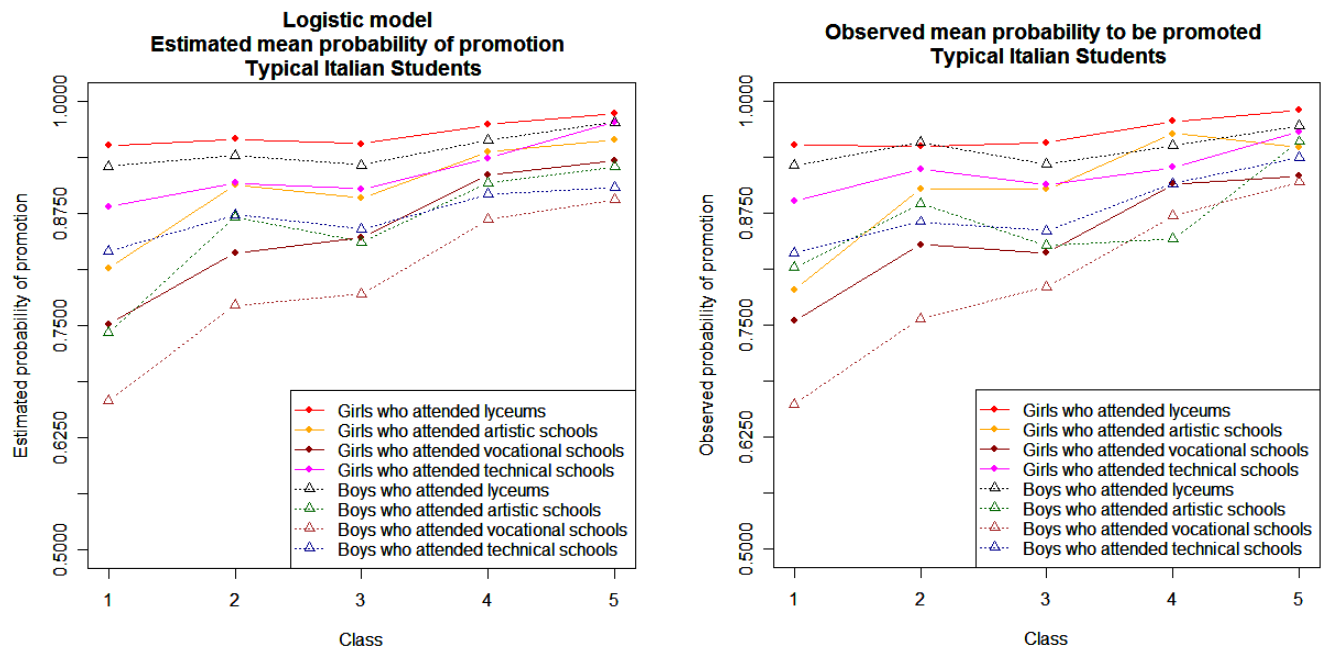 Logistic model
Estimated mean probability of promotion
Typical Italian Students
Estimated probability of promotion
1.0000
0.8750
0.7500
0.6250
0.5000
Girls who attended lyceums
Girls who attended artistic schools
Girls who attended vocational schools
Girls who attended technical schools
Boys who attended lyceums
Boys who attended artistic schools
Boys who attended vocational schools
Boys who attended technical schools
1 2 3 4 5
Class
Observed mean probability to be promoted
Typical Italian Students
Observed probability of promotion
1.0000
0.8750
0.7500
0.6250
0.5000
Girls who attended lyceums
Girls who attended artistic schools
Girls who attended vocational schools
Girls who attended technical schools
Boys who attended lyceums
Boys who attended artistic schools
Boys who attended vocational schools
Boys who attended technical schools
1 2 3 4 5
Class